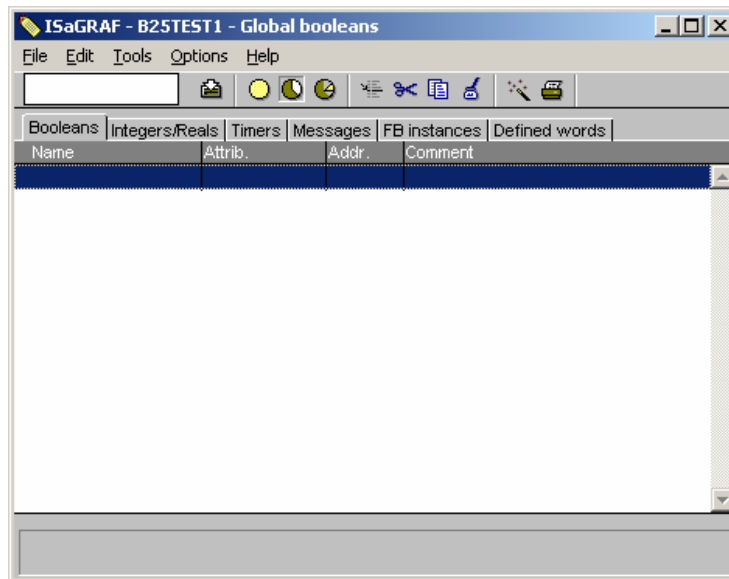 ISaGRAF - B25TEST1 - Global booleans
File Edit Tools Options Help
Booleans Integers/Reals Timers Messages FB instances Defined words
Name Attrib. Addr. Comment